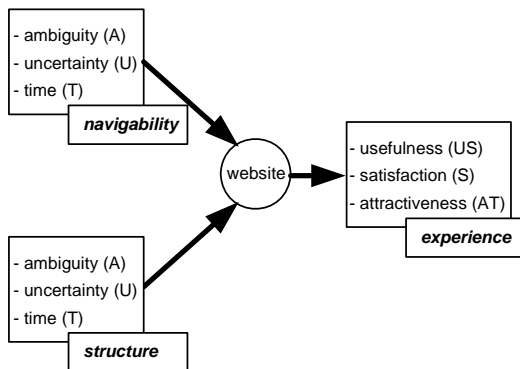 - ambiguity (A)
- uncertainty (U)
- time (T)
navigability
website
- usefulness (US)
- satisfaction (S)
- attractiveness (AT)
experience
- ambiguity (A)
- uncertainty (U)
- time (T)
structure